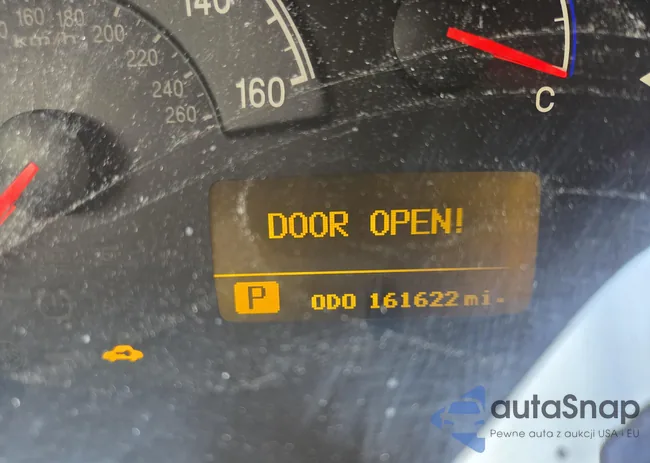 140
160
160 180 200
km/h
220
240
260
C
DOOR OPEN!
P ODO 161622 mi.
autaSnap
Pewne auta z aukcji USA i EU